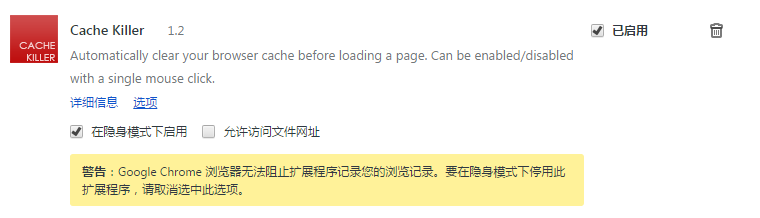 CACHE
KILLER
Cache Killer 1.2
已启用
Automatically clear your browser cache before loading a page. Can be enabled/disabled
with a single mouse click.
详细信息 选项
在隐身模式下启用 允许访问文件网址
警告：Google Chrome 浏览器无法阻止扩展程序记录您的浏览记录。要在隐身模式下停用此
扩展程序，请取消选中此选项。